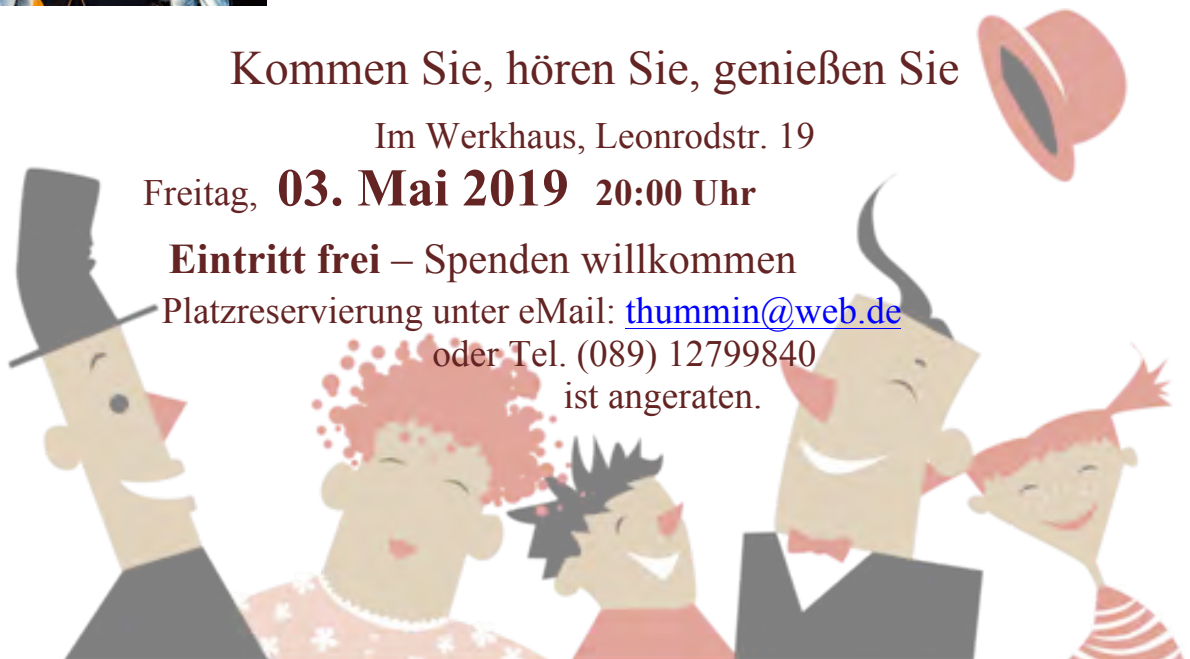 Kommen Sie, hören Sie, genießen Sie
Im Werkhaus, Leonrodstr. 19
Freitag, 03. Mai 2019 20:00 Uhr
Eintritt frei – Spenden willkommen
Platzreservierung unter eMail: thummin@web.de
oder Tel. (089) 12799840
ist angeraten.